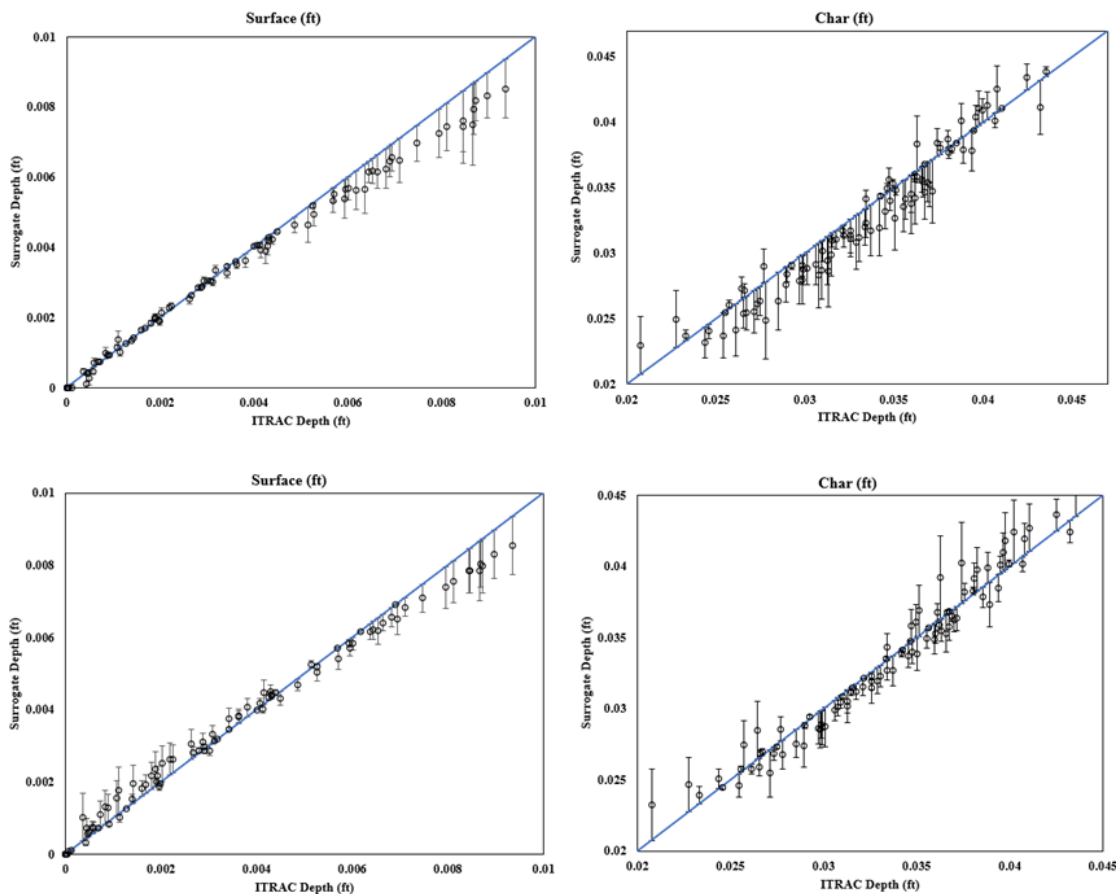 Surface (ft)
0.01
0.008
0.006
0.004
0.002
0
Surrogate Depth (ft)
0 0.002 0.004 0.006 0.008 0.01
ITRAC Depth (ft)
Char (ft)
0.045
0.04
0.035
0.03
0.025
0.02
Surrogate Depth (ft)
0.02 0.025 0.03 0.035 0.04 0.045
ITRAC Depth (ft)
Surface (ft)
0.01
0.008
0.006
0.004
0.002
0
Surrogate Depth (ft)
0 0.002 0.004 0.006 0.008 0.01
ITRAC Depth (ft)
Char (ft)
0.045
0.04
0.035
0.03
0.025
0.02
Surrogate Depth (ft)
0.02 0.025 0.03 0.035 0.04 0.045
ITRAC Depth (ft)